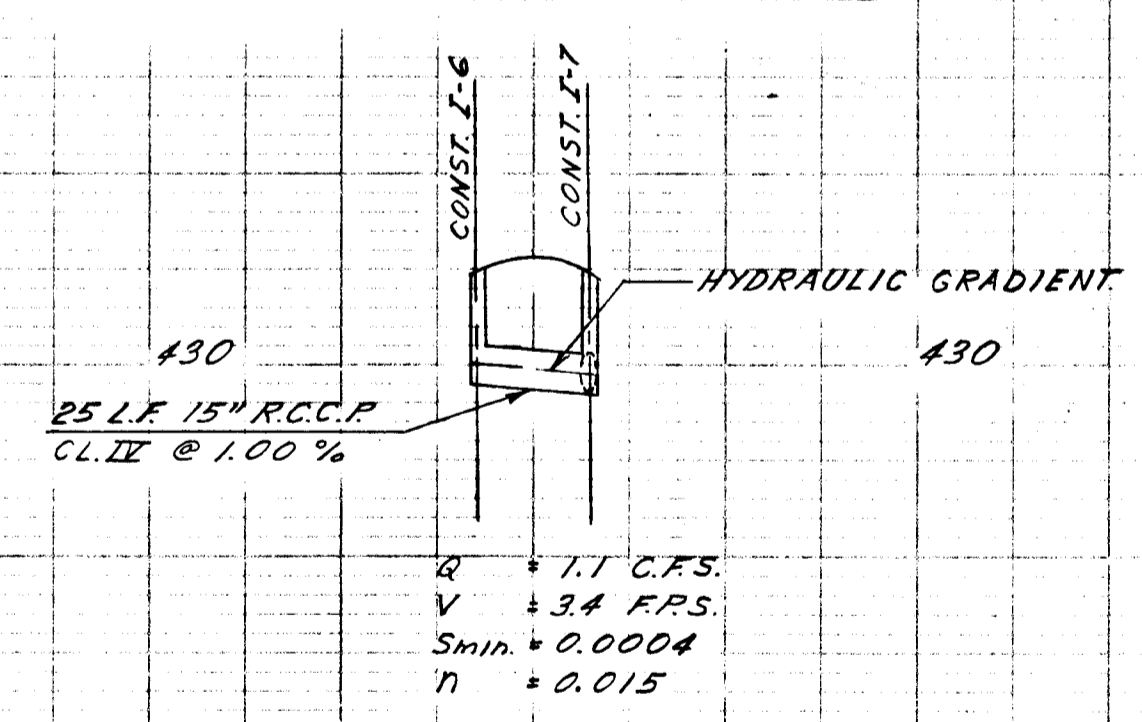 CONST. I-6
CONST. I-7
HYDRAULIC GRADIENT.
430
430
25 L.F. 15" R.C.C.P.
CL. IV @ 1.00 %
Q = 1.1 C.F.S.
V = 3.4 F.P.S.
Smin. = 0.0004
n = 0.015